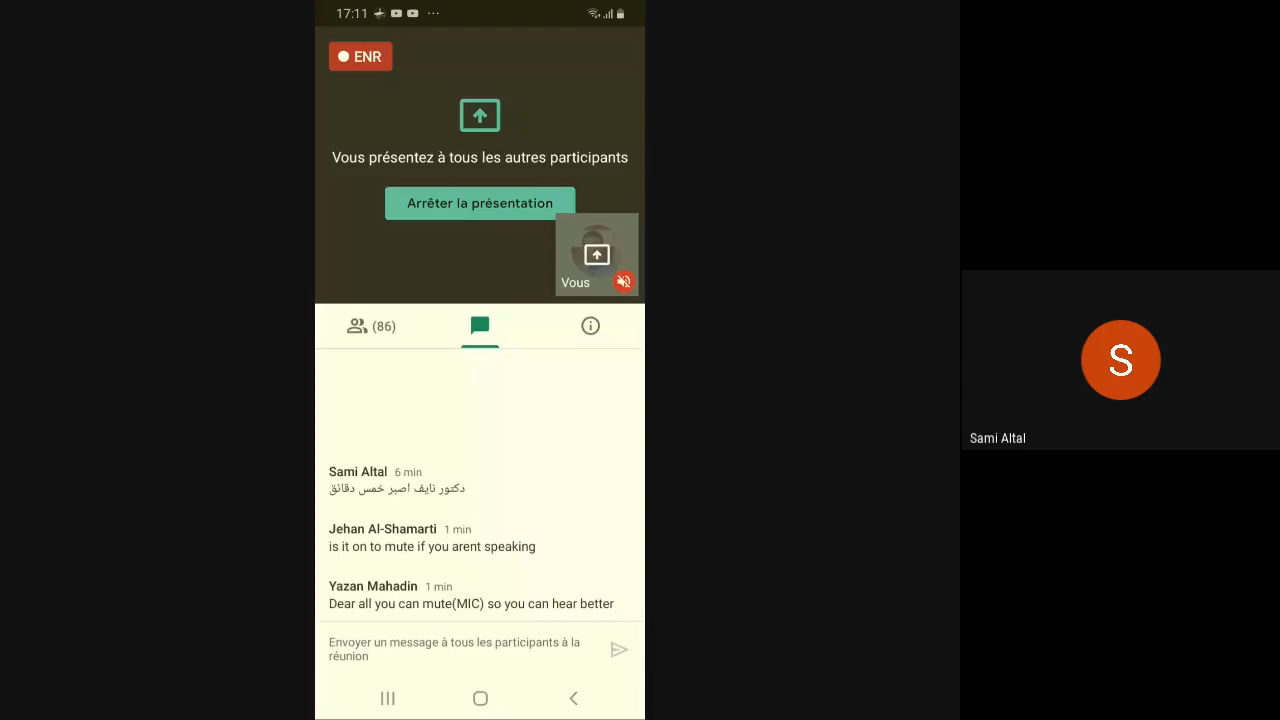 17:11
ENR
Vous présentez à tous les autres participants
Arrêter la présentation
Vous
(86)
Sami Altal 6 min
دكتور نايف اصبر خمس دقائق
Jehan Al-Shamarti 1 min
is it on to mute if you arent speaking
Yazan Mahadin 1 min
Dear all you can mute(MIC) so you can hear better
Envoyer un message à tous les participants à la
réunion
S
Sami Altal